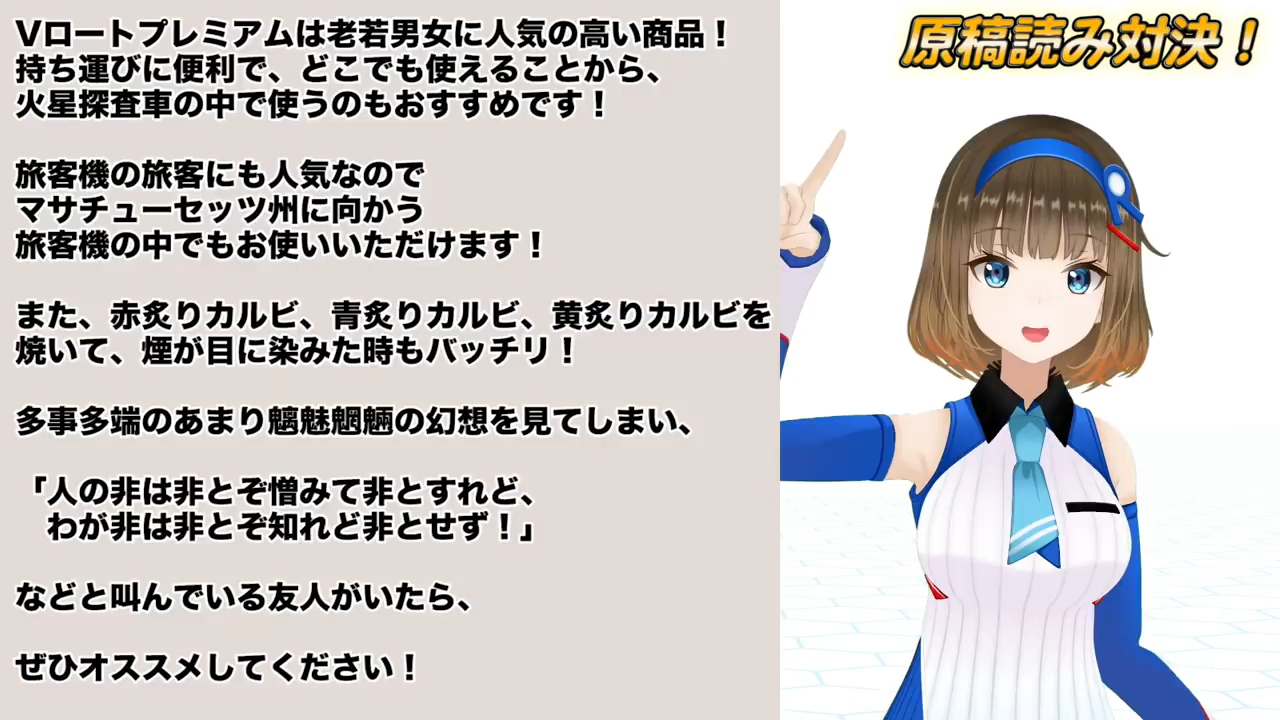 Vロートプレミアムは老若男女に人気の高い商品！
持ち運びに便利で、どこでも使えることから、
火星探査車の中で使うのもおすすめです！
旅客機の旅客にも人気なので
マサチューセッツ州に向かう
旅客機の中でもお使いいただけます！
また、赤炙りカルビ、青炙りカルビ、黄炙りカルビを
焼いて、煙が目に染みた時もバッチリ！
多事多端のあまり魑魅魍魎の幻想を見てしまい、
「人の非は非とぞ憎みて非とすれど、
わが非は非とぞ知れど非とせず！」
などと叫んでいる友人がいたら、
ぜひオススメしてください！
原稿読み対決！